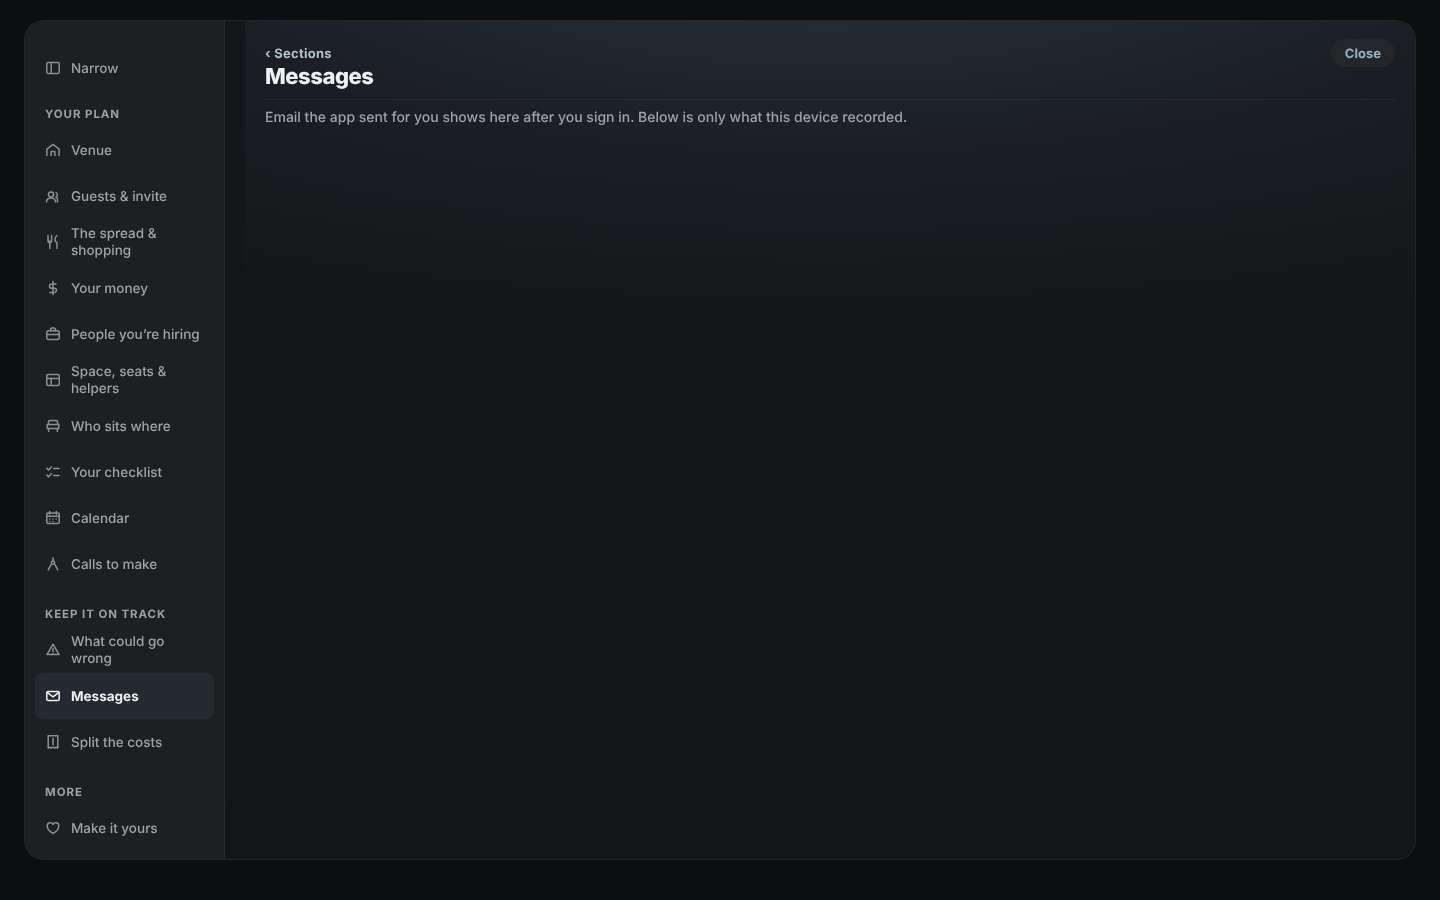 Narrow
YOUR PLAN
Venue
Guests & invite
The spread &
shopping
Your money
People you’re hiring
Space, seats &
helpers
Who sits where
Your checklist
Calendar
Calls to make
KEEP IT ON TRACK
What could go
wrong
Messages
Split the costs
MORE
Make it yours
‹ Sections
Messages
Close
Email the app sent for you shows here after you sign in. Below is only what this device recorded.